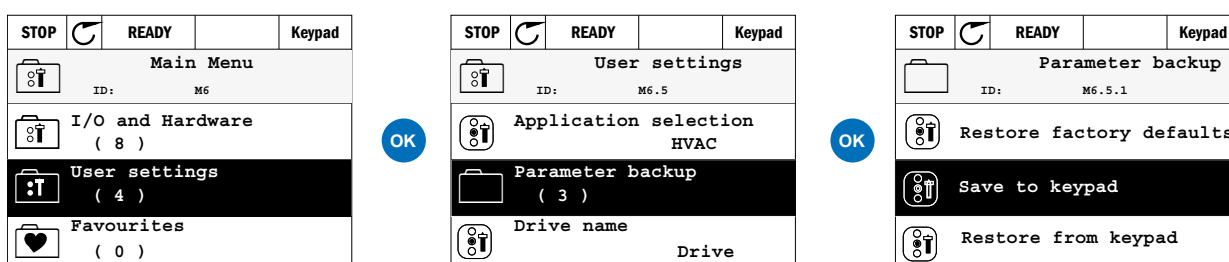 STOP READY Keypad
Main Menu
ID: M6
I/O and Hardware
( 8 )
User settings
( 4 )
Favourites
( 0 )
OK
STOP READY Keypad
User settings
ID: M6.5
Application selection
HVAC
Parameter backup
( 3 )
Drive name
Drive
OK
STOP READY Keypad
Parameter backup
ID: M6.5.1
Restore factory defaults
Save to keypad
Restore from keypad